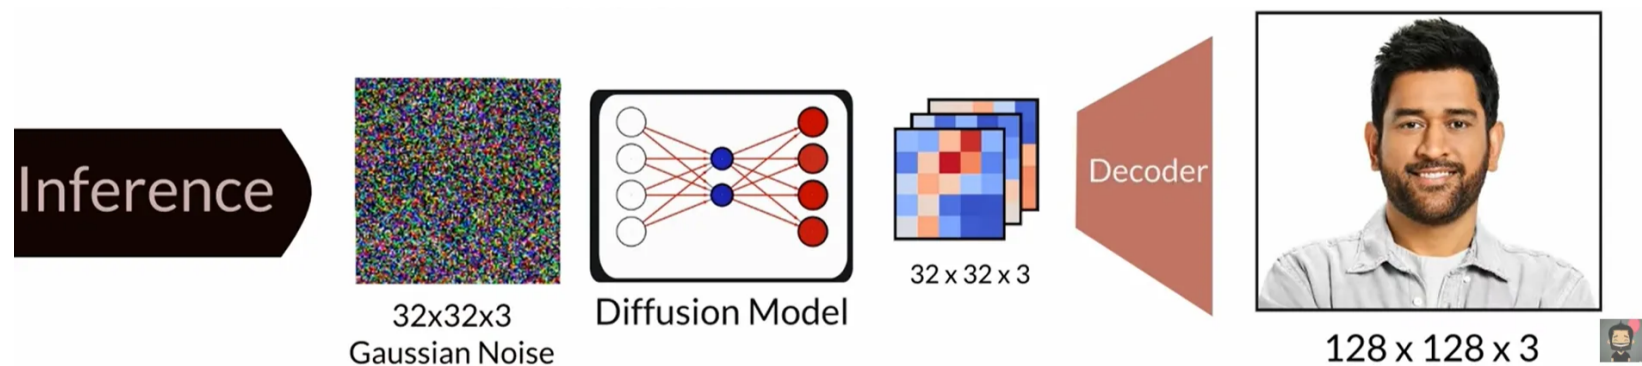 Inference
32x32x3
Gaussian Noise
Diffusion Model
32 x 32 x 3
Decoder
128 x 128 x 3